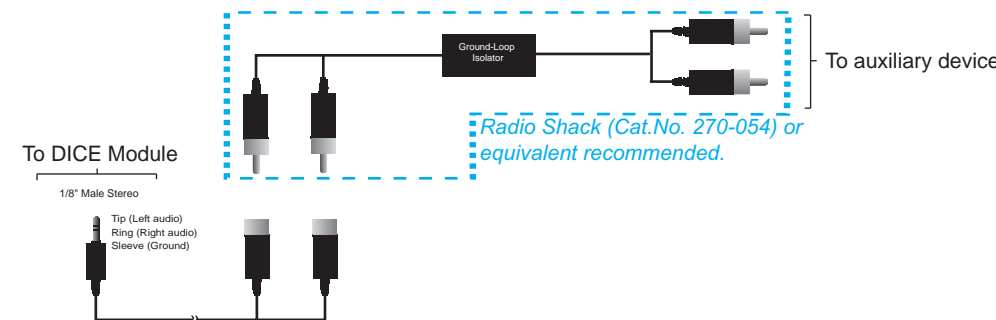 Ground-Loop
Isolator
To auxiliary device
Radio Shack (Cat.No. 270-054) or
equivalent recommended.
To DICE Module
1/8" Male Stereo
Tip (Left audio)
Ring (Right audio)
Sleeve (Ground)